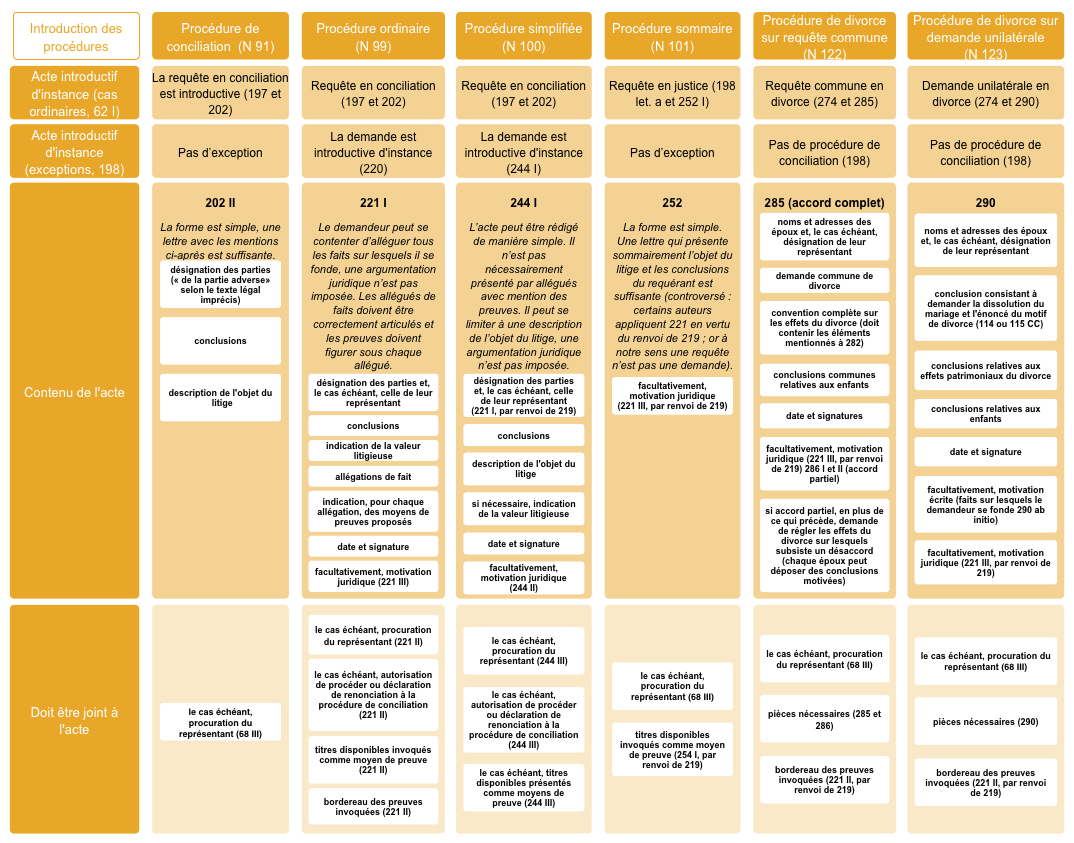 Introduction des
procédures
Procédure de
conciliation (N 91)
Procédure ordinaire
(N 99)
Procédure simplifiée
(N 100)
Procédure sommaire
(N 101)
Procédure de divorce
sur requête commune
(N 122)
Procédure de divorce sur
demande unilatérale
(N 123)
Acte introductif
d'instance (cas
ordinaires, 62 I)
La requête en conciliation
est introductive (197 et
202)
Requête en conciliation
(197 et 202)
Requête en conciliation
(197 et 202)
Requête en justice (198
let. a et 252 I)
Requête commune en
divorce (274 et 285)
Demande unilatérale en
divorce (274 et 290)
Acte introductif
d'instance
(exceptions, 198)
Pas d'exception
La demande est
introductive d'instance
(220)
La demande est
introductive d'instance
(244 I)
Pas d'exception
Pas de procédure de
conciliation (198)
Pas de procédure de
conciliation (198)
Contenu de l'acte
202 II
La forme est simple, une
lettre avec les mentions
ci-après est suffisante.
désignation des parties
(« de la partie adverse»
selon le texte légal
imprécis)
conclusions
description de l'objet du
litige
221 I
Le demandeur peut se
contenter d'alléguer tous
les faits sur lesquels il se
fonde, une argumentation
juridique n'est pas
imposée. Les allégués de
faits doivent être
correctement articulés et
les preuves doivent
figurer sous chaque
allégué.
désignation des parties et,
le cas échéant, celle de leur
représentant
conclusions
indication de la valeur
litigieuse
allégations de fait
indication, pour chaque
allégation, des moyens de
preuves proposés
date et signature
facultativement, motivation
juridique (221 III)
244 I
L'acte peut être rédigé
de manière simple. Il
n'est pas
nécessairement
présenté par allégués
avec mention des
preuves. Il peut se
limiter à une description
de l'objet du litige, une
argumentation juridique
n'est pas imposée.
désignation des parties
et, le cas échéant, celle
de leur représentant
(221 I, par renvoi de 219)
conclusions
description de l'objet du
litige
si nécessaire, indication
de la valeur litigieuse
date et signature
facultativement,
motivation juridique
(244 II)
252
La forme est simple.
Une lettre qui présente
sommairement l'objet du
litige et les conclusions
du requérant est
suffisante (controversé :
certains auteurs
appliquent 221 en vertu
du renvoi de 219 ; or à
notre sens une requête
n'est pas une demande).
facultativement,
motivation juridique
(221 III, par renvoi de 219)
285 (accord complet)
noms et adresses des
époux et, le cas échéant,
désignation de leur
représentant
demande commune de
divorce
convention complète sur
les effets du divorce (doit
contenir les éléments
mentionnés à 282)
conclusions communes
relatives aux enfants
date et signatures
facultativement, motivation
juridique (221 III, par renvoi
de 219) 286 I et II (accord
partiel)
si accord partiel, en plus de
ce qui précède, demande
de régler les effets du
divorce sur lesquels
subsiste un désaccord
(chaque époux peut
déposer des conclusions
motivées)
290
noms et adresses des époux
et, le cas échéant, désignation
de leur représentant
conclusion consistant à
demander la dissolution du
mariage et l'énoncé du motif
de divorce (114 ou 115 CC)
conclusions relatives aux
effets patrimoniaux du divorce
conclusions relatives aux
enfants
date et signature
facultativement, motivation
écrite (faits sur lesquels le
demandeur se fonde 290 ab
initio)
facultativement, motivation
juridique (221 III, par renvoi de
219)
Doit être joint à
l'acte
le cas échéant,
procuration du
représentant (68 III)
le cas échéant, procuration
du représentant (221 II)
le cas échéant, autorisation
de procéder ou déclaration
de renonciation à la
procédure de conciliation
(221 II)
titres disponibles invoqués
comme moyen de preuve
(221 II)
bordereau des preuves
invoquées (221 II)
le cas échéant,
procuration du
représentant (244 III)
le cas échéant,
autorisation de procéder
ou déclaration de
renonciation à la
procédure de conciliation
(244 III)
le cas échéant, titres
disponibles présentés
comme moyens de
preuve (244 III)
le cas échéant,
procuration du
représentant (68 III)
titres disponibles
invoqués comme moyen
de preuve (254 I, par
renvoi de 219)
le cas échéant, procuration
du représentant (68 III)
pièces nécessaires (285 et
286)
bordereau des preuves
invoquées (221 II, par
renvoi de 219)
le cas échéant, procuration du
représentant (68 III)
pièces nécessaires (290)
bordereau des preuves
invoquées (221 II, par renvoi
de 219)